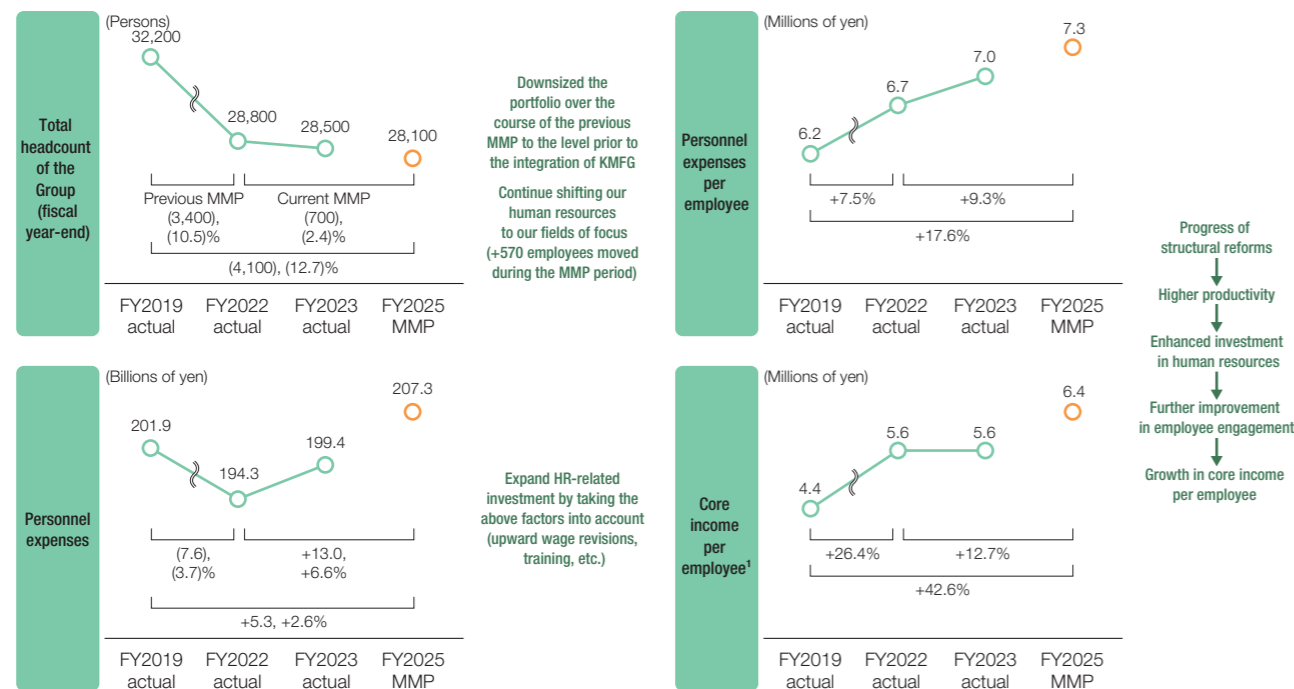 Total
headcount
of the
Group
(fiscal
year-end)
(Persons)
32,200
28,800
28,500
28,100
Previous MMP
(3,400),
(10.5)%
Current MMP
(700),
(2.4)%
(4,100), (12.7)%
FY2019
actual
FY2022
actual
FY2023
actual
FY2025
MMP
Downsized the
portfolio over the
course of the previous
MMP to the level prior to
the integration of KMFG
Continue shifting our
human resources
to our fields of focus
(+570 employees moved
during the MMP period)
Personnel
expenses
per
employee
(Millions of yen)
6.2
6.7
7.0
7.3
+7.5%
+9.3%
+17.6%
FY2019
actual
FY2022
actual
FY2023
actual
FY2025
MMP
Personnel
expenses
(Billions of yen)
201.9
194.3
199.4
207.3
(7.6),
(3.7)%
+13.0,
+6.6%
+5.3, +2.6%
FY2019
actual
FY2022
actual
FY2023
actual
FY2025
MMP
Expand HR-related
investment by taking the
above factors into account
(upward wage revisions,
training, etc.)
Core
income
per
employee¹
(Millions of yen)
4.4
5.6
5.6
6.4
+26.4%
+12.7%
+42.6%
FY2019
actual
FY2022
actual
FY2023
actual
FY2025
MMP
Progress of
structural reforms
Higher productivity
Enhanced investment
in human resources
Further improvement
in employee engagement
Growth in core income
per employee